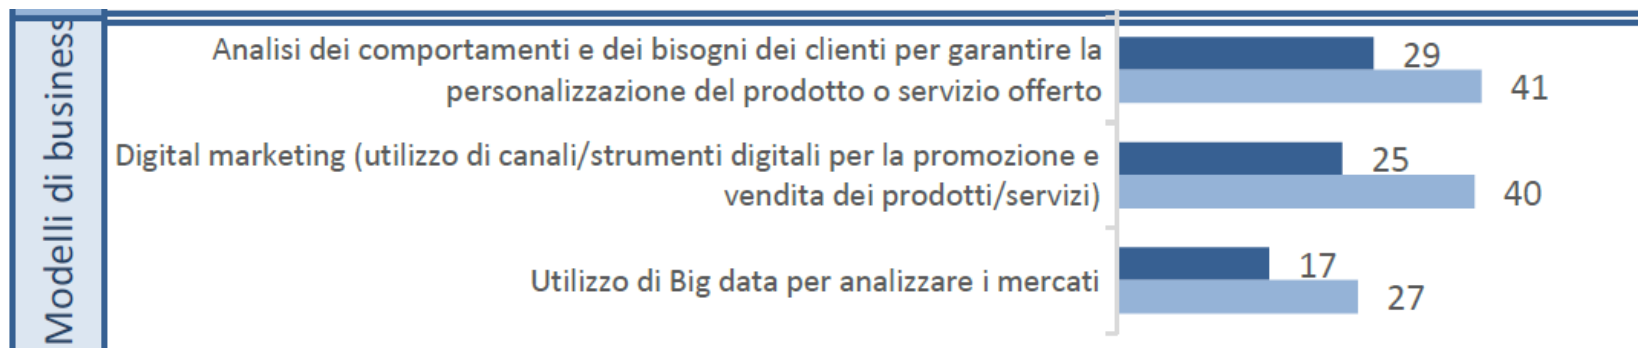 Modelli di business
Analisi dei comportamenti e dei bisogni dei clienti per garantire la
personalizzazione del prodotto o servizio offerto
29
41
Digital marketing (utilizzo di canali/strumenti digitali per la promozione e
vendita dei prodotti/servizi)
25
40
Utilizzo di Big data per analizzare i mercati
17
27